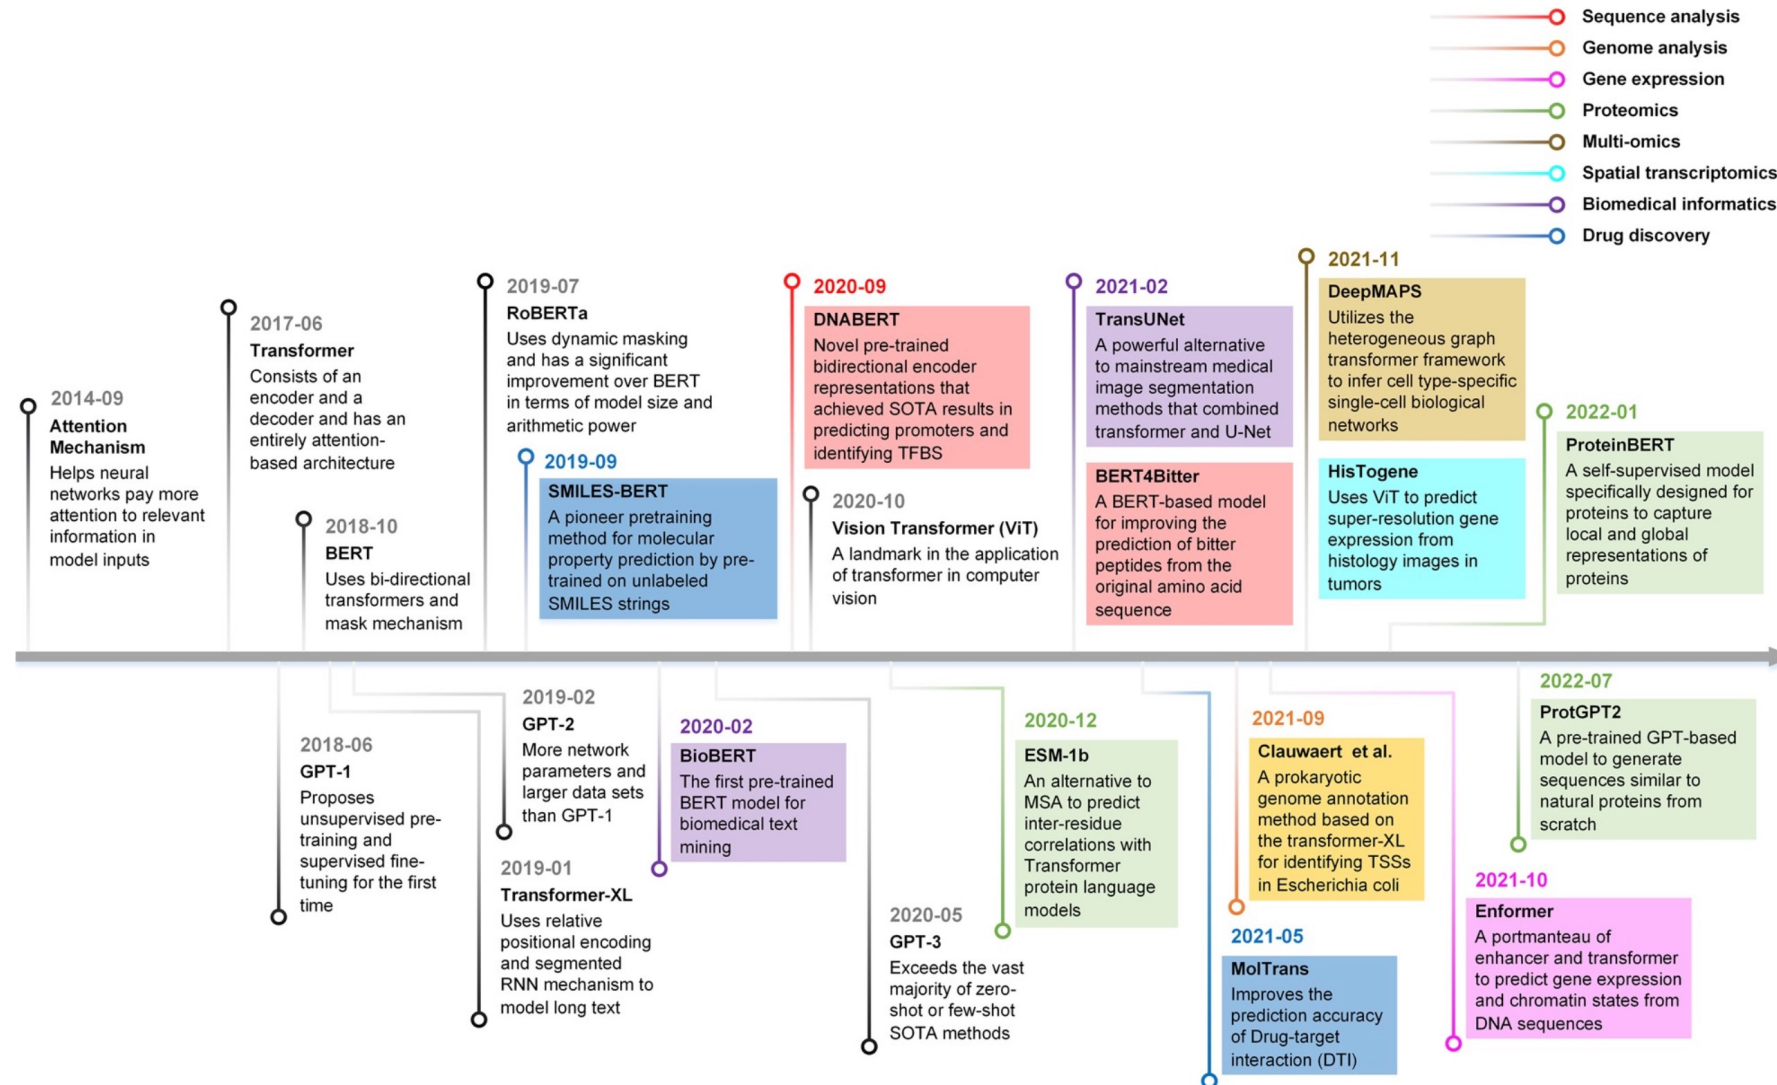 Sequence analysis
Genome analysis
Gene expression
Proteomics
Multi-omics
Spatial transcriptomics
Biomedical informatics
Drug discovery
2014-09
Attention
Mechanism
Helps neural
networks pay more
attention to relevant
information in
model inputs
2017-06
Transformer
Consists of an
encoder and a
decoder and has an
entirely attention-
based architecture
2018-10
BERT
Uses bi-directional
transformers and
mask mechanism
2019-07
RoBERTa
Uses dynamic masking
and has a significant
improvement over BERT
in terms of model size and
arithmetic power
2019-09
SMILES-BERT
A pioneer pretraining
method for molecular
property prediction by pre-
trained on unlabeled
SMILES strings
2020-09
DNABERT
Novel pre-trained
bidirectional encoder
representations that
achieved SOTA results in
predicting promoters and
identifying TFBS
2020-10
Vision Transformer (ViT)
A landmark in the application
of transformer in computer
vision
2021-02
TransUNet
A powerful alternative
to mainstream medical
image segmentation
methods that combined
transformer and U-Net
BERT4Bitter
A BERT-based model
for improving the
prediction of bitter
peptides from the
original amino acid
sequence
2021-11
DeepMAPS
Utilizes the
heterogeneous graph
transformer framework
to infer cell type-specific
single-cell biological
networks
HisTogene
Uses ViT to predict
super-resolution gene
expression from
histology images in
tumors
2022-01
ProteinBERT
A self-supervised model
specifically designed for
proteins to capture
local and global
representations of
proteins
2018-06
GPT-1
Proposes
unsupervised pre-
training and
supervised fine-
tuning for the first
time
2019-02
GPT-2
More network
parameters and
larger data sets
than GPT-1
2019-01
Transformer-XL
Uses relative
positional encoding
and segmented
RNN mechanism to
model long text
2020-02
BioBERT
The first pre-trained
BERT model for
biomedical text
mining
2020-05
GPT-3
Exceeds the vast
majority of zero-
shot or few-shot
SOTA methods
2020-12
ESM-1b
An alternative to
MSA to predict
inter-residue
correlations with
Transformer
protein language
models
2021-09
Clauwaert et al.
A prokaryotic
genome annotation
method based on
the transformer-XL
for identifying TSSs
in Escherichia coli
2021-05
MolTrans
Improves the
prediction accuracy
of Drug-target
interaction (DTI)
2021-10
Enformer
A portmanteau of
enhancer and transformer
to predict gene expression
and chromatin states from
DNA sequences
2022-07
ProtGPT2
A pre-trained GPT-based
model to generate
sequences similar to
natural proteins from
scratch